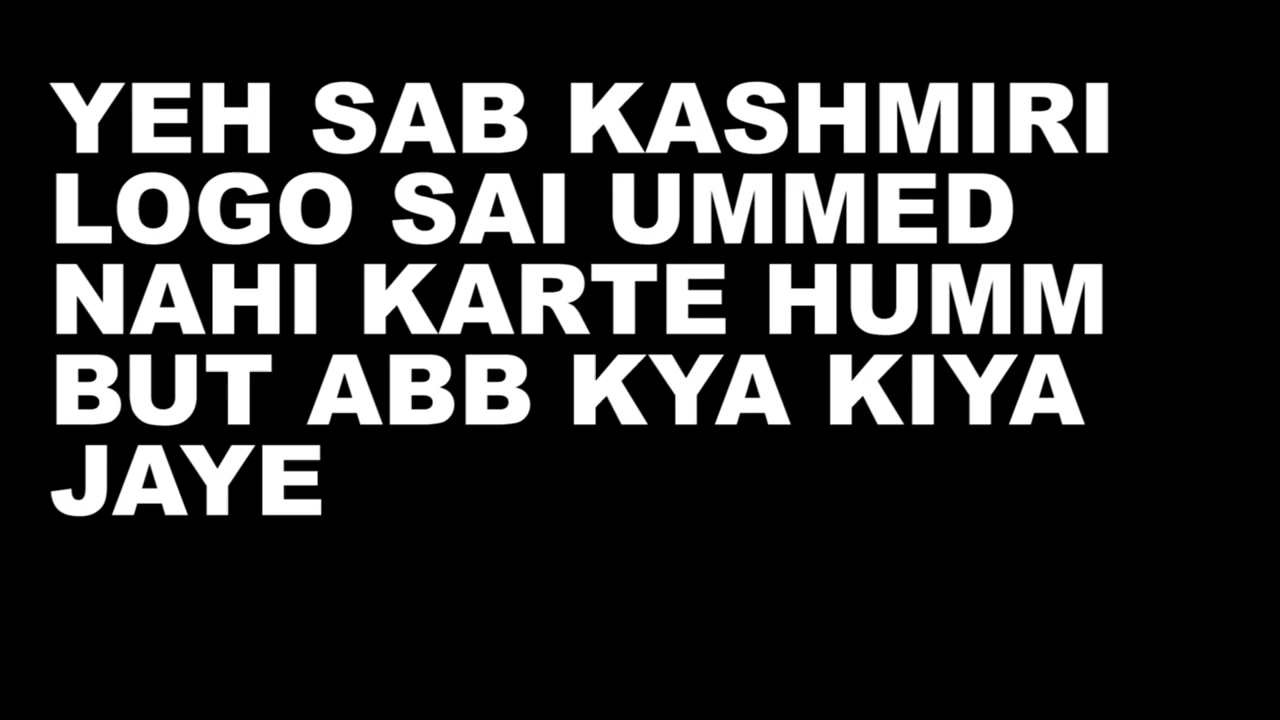 YEH SAB KASHMIRI
LOGO SAI UMMED
NAHI KARTE HUMM
BUT ABB KYA KIYA
JAYE